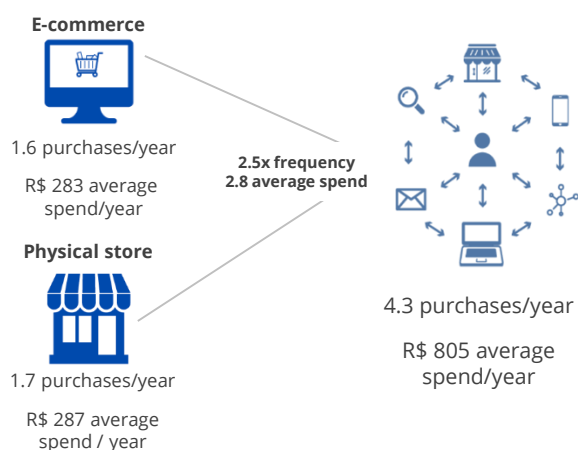 E-commerce
1.6 purchases/year
R$ 283 average
spend/year
Physical store
1.7 purchases/year
R$ 287 average
spend / year
2.5x frequency
2.8 average spend
4.3 purchases/year
R$ 805 average
spend/year